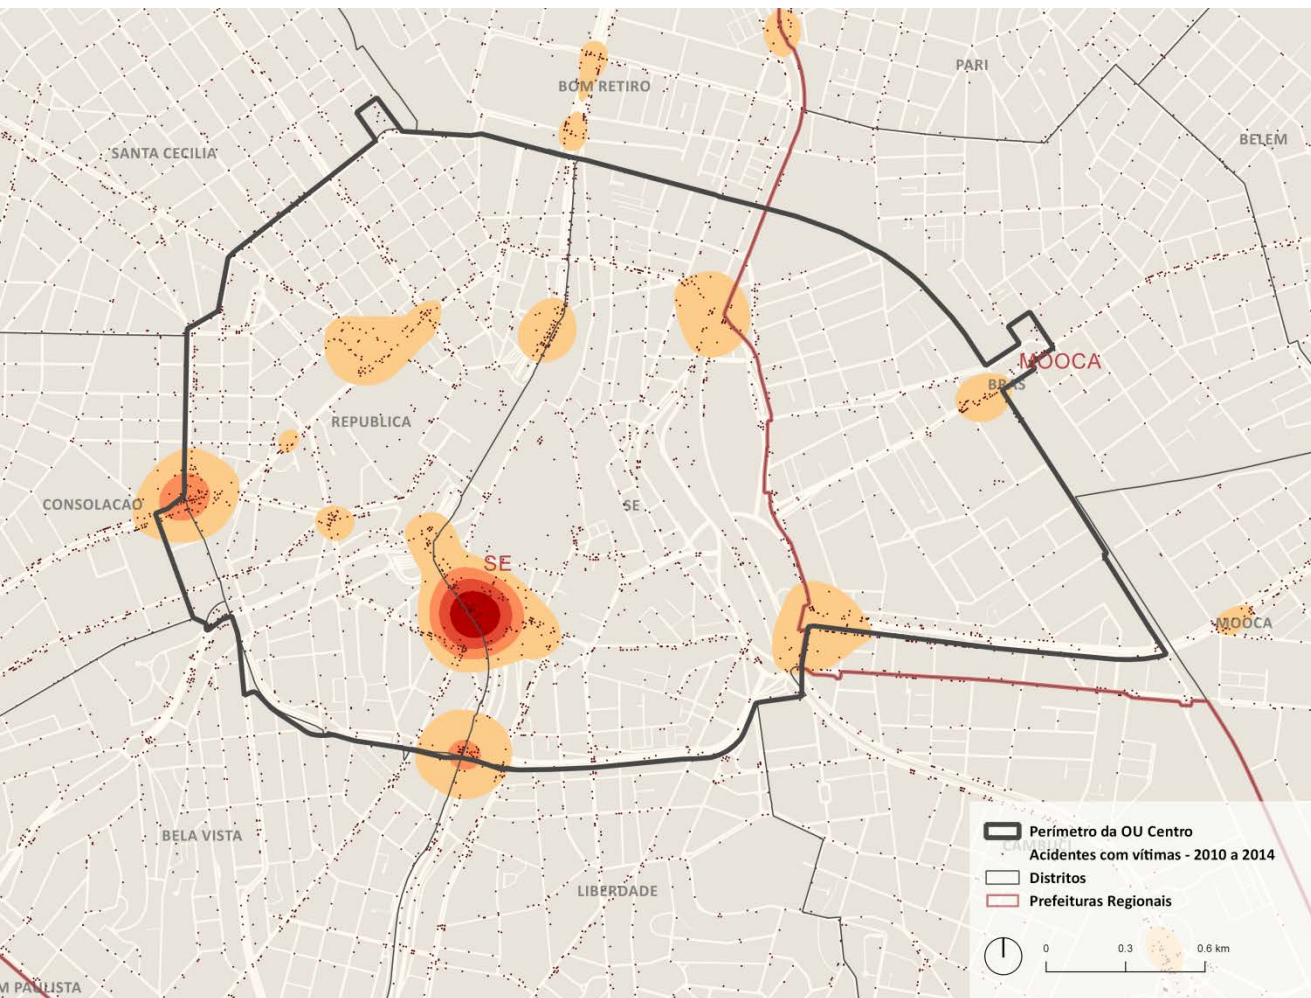 PARI
BOM RETIRO
BELEM
SANTA CECILIA
MOOCA
BRAS
REPUBLICA
CONSOLACAO
SE
SE
MOOCA
BELA VISTA
LIBERDADE
CAMBUCI
M PAULISTA
Perímetro da OU Centro
Acidentes com vítimas - 2010 a 2014
Distritos
Prefeituras Regionais
0 0.3 0.6 km